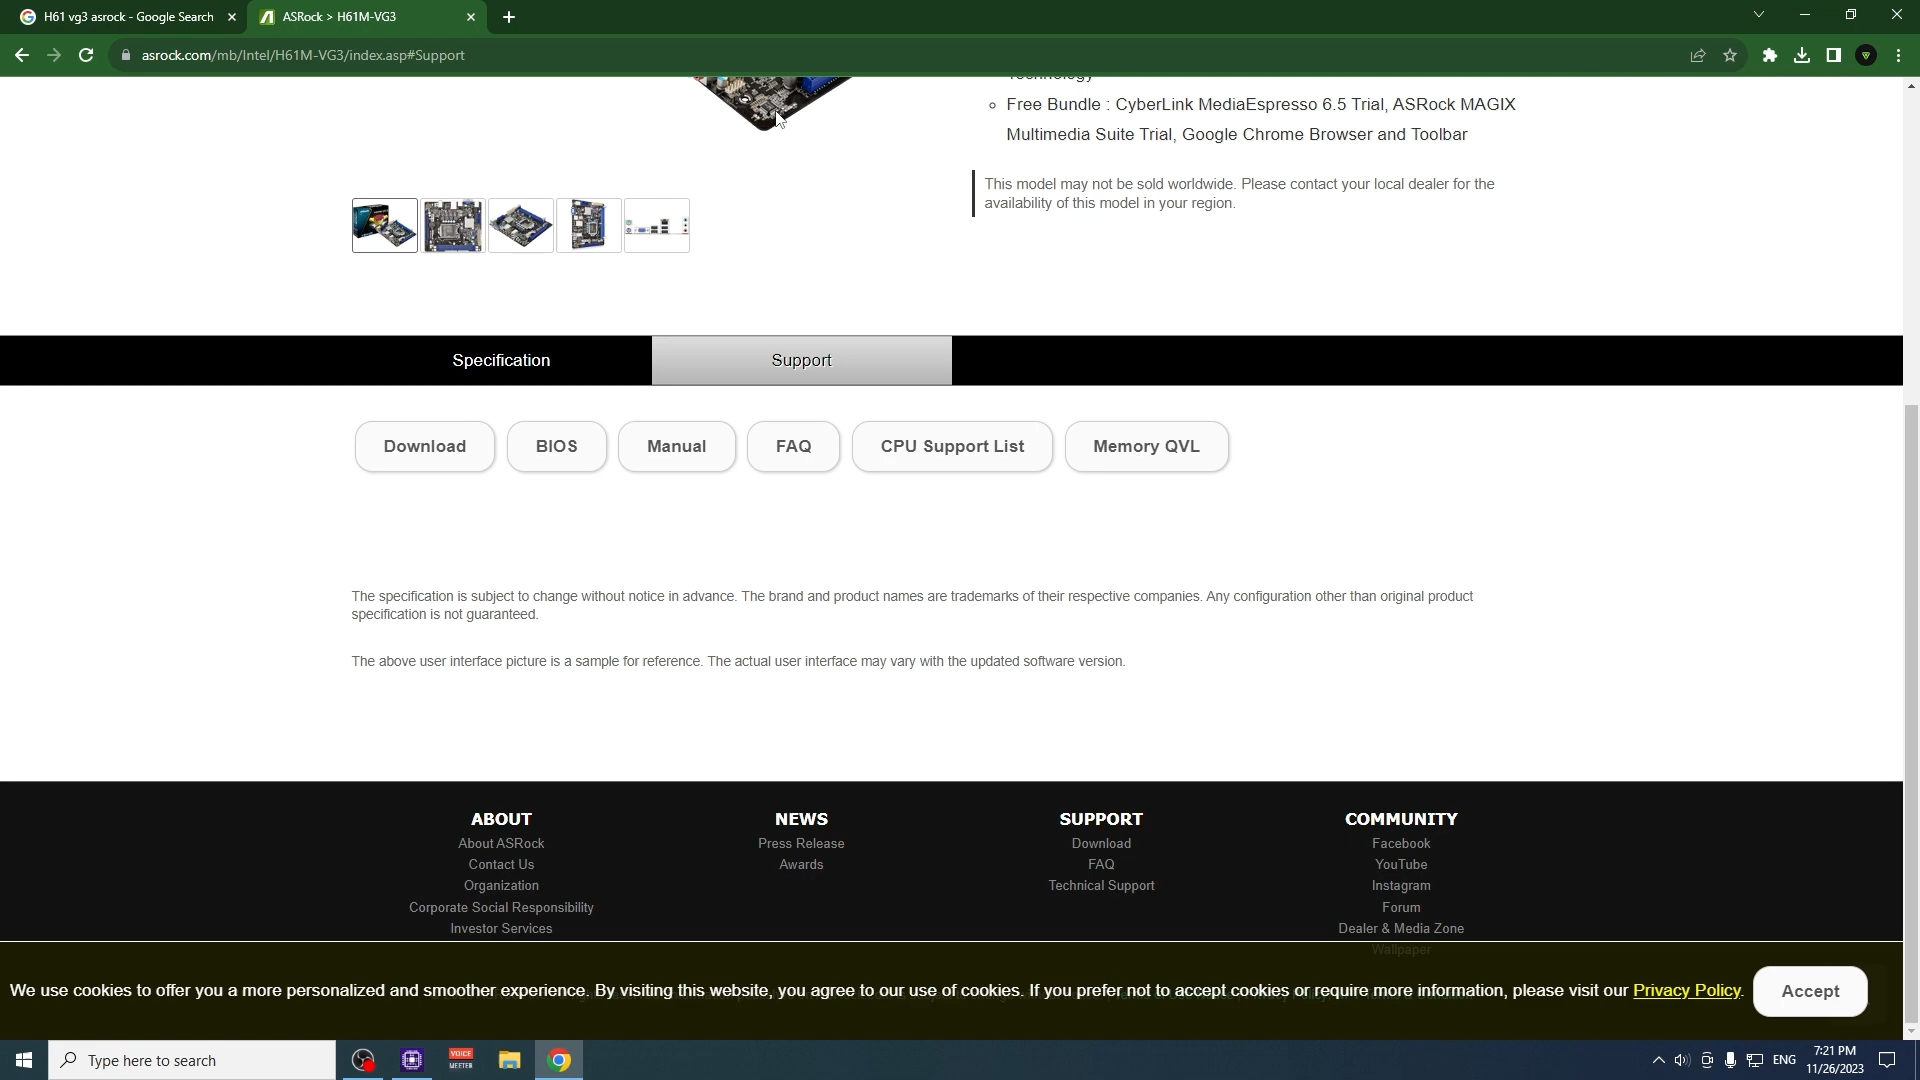 H61 vg3 asrock - Google Search
ASRock > H61M-VG3
asrock.com/mb/Intel/H61M-VG3/index.asp#Support
Technology
Free Bundle : CyberLink MediaEspresso 6.5 Trial, ASRock MAGIX
Multimedia Suite Trial, Google Chrome Browser and Toolbar
This model may not be sold worldwide. Please contact your local dealer for the
availability of this model in your region.
Specification
Support
Download
BIOS
Manual
FAQ
CPU Support List
Memory QVL
The specification is subject to change without notice in advance. The brand and product names are trademarks of their respective companies. Any configuration other than original product
specification is not guaranteed.
The above user interface picture is a sample for reference. The actual user interface may vary with the updated software version.
ABOUT
About ASRock
Contact Us
Organization
Corporate Social Responsibility
Investor Services
NEWS
Press Release
Awards
SUPPORT
Download
FAQ
Technical Support
COMMUNITY
Facebook
YouTube
Instagram
Forum
Dealer & Media Zone
Wallpaper
We use cookies to offer you a more personalized and smoother experience. By visiting this website, you agree to our use of cookies. If you prefer not to accept cookies or require more information, please visit our Privacy Policy.
Accept
Type here to search
VOICE
MEETER
ENG
7:21 PM
11/26/2023